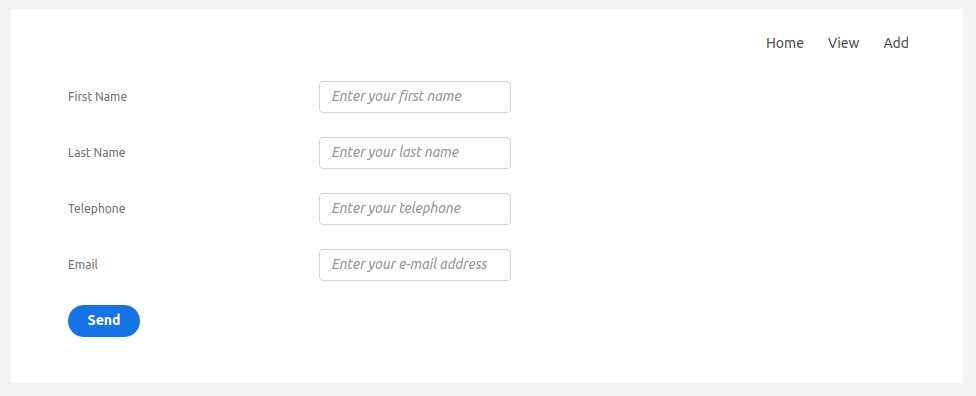 Home View Add
First Name Enter your first name
Last Name Enter your last name
Telephone Enter your telephone
Email Enter your e-mail address
Send